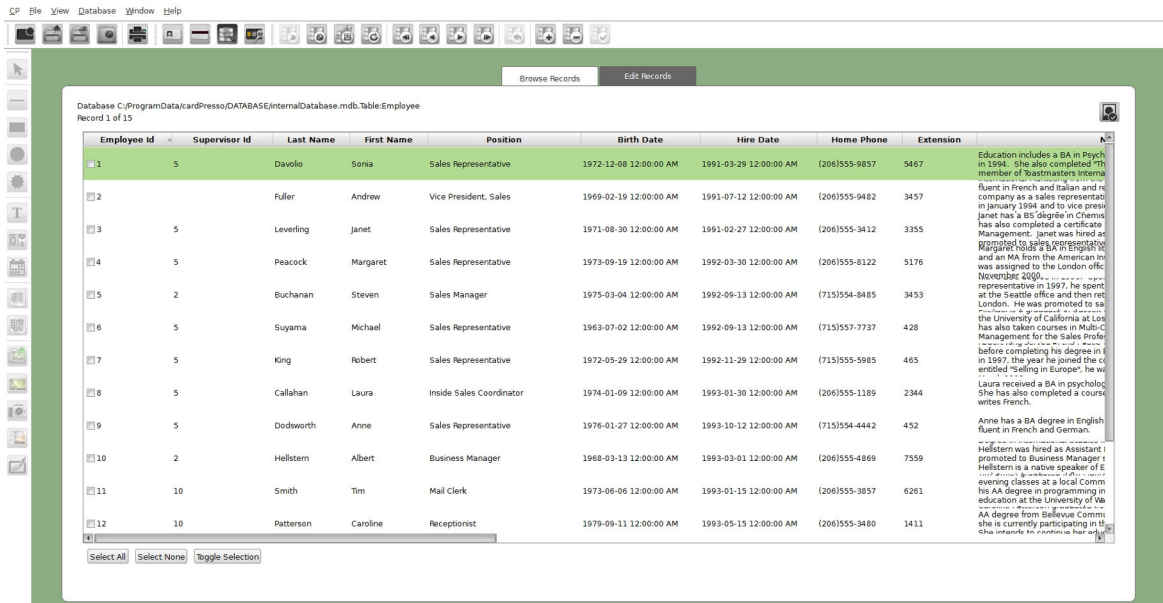 CP File View Database Window Help
Browse Records Edit Records
Database C:/ProgramData/cardPresso/DATABASE/internalDatabase.mdb,Table:Employee
Record 1 of 15
Employee Id Supervisor Id Last Name First Name Position Birth Date Hire Date Home Phone Extension
1 5 Davolio Sonia Sales Representative 1972-12-08 12:00:00 AM 1991-03-29 12:00:00 AM (206)555-9857 5467
Education includes a BA in Psych
in 1994. She also completed "Th
member of Toastmasters Interna
2 Fuller Andrew Vice President, Sales 1969-02-19 12:00:00 AM 1991-07-12 12:00:00 AM (206)555-9482 3457
fluent in French and Italian and re
company as a sales representati
in January 1994 and to vice presi
3 5 Leverling Janet Sales Representative 1971-08-30 12:00:00 AM 1991-02-27 12:00:00 AM (206)555-3412 3355
Janet has a BS degree in Chemis
has also completed a certificate
Management. Janet was hired as
promoted to sales representative
4 5 Peacock Margaret Sales Representative 1973-09-19 12:00:00 AM 1992-03-30 12:00:00 AM (206)555-8122 5176
Margaret holds a BA in English lit
and an MA from the American Ins
was assigned to the London offic
November 2000.
5 2 Buchanan Steven Sales Manager 1975-03-04 12:00:00 AM 1992-09-13 12:00:00 AM (715)554-8485 3453
representative in 1997, he spent
at the Seattle office and then ret
London. He was promoted to sa
6 5 Suyama Michael Sales Representative 1963-07-02 12:00:00 AM 1992-09-13 12:00:00 AM (715)557-7737 428
the University of California at Los
has also taken courses in Multi-C
Management for the Sales Profes
7 5 King Robert Sales Representative 1972-05-29 12:00:00 AM 1992-11-29 12:00:00 AM (715)555-5985 465
before completing his degree in E
in 1997, the year he joined the co
entitled "Selling in Europe", he wa
8 5 Callahan Laura Inside Sales Coordinator 1974-01-09 12:00:00 AM 1993-01-30 12:00:00 AM (206)555-1189 2344
Laura received a BA in psycholog
She has also completed a course
writes French.
9 5 Dodsworth Anne Sales Representative 1976-01-27 12:00:00 AM 1993-10-12 12:00:00 AM (715)554-4442 452
Anne has a BA degree in English
fluent in French and German.
10 2 Hellstern Albert Business Manager 1968-03-13 12:00:00 AM 1993-03-01 12:00:00 AM (206)555-4869 7559
Hellstern was hired as Assistant
promoted to Business Manager s
Hellstern is a native speaker of E
11 10 Smith Tim Mail Clerk 1973-06-06 12:00:00 AM 1993-01-15 12:00:00 AM (206)555-3857 6261
evening classes at a local Comm
his AA degree in programming in
education at the University of Wa
12 10 Patterson Caroline Receptionist 1979-09-11 12:00:00 AM 1993-05-15 12:00:00 AM (206)555-3480 1411
AA degree from Bellevue Commu
she is currently participating in th
She intends to continue her educ
Select All Select None Toggle Selection